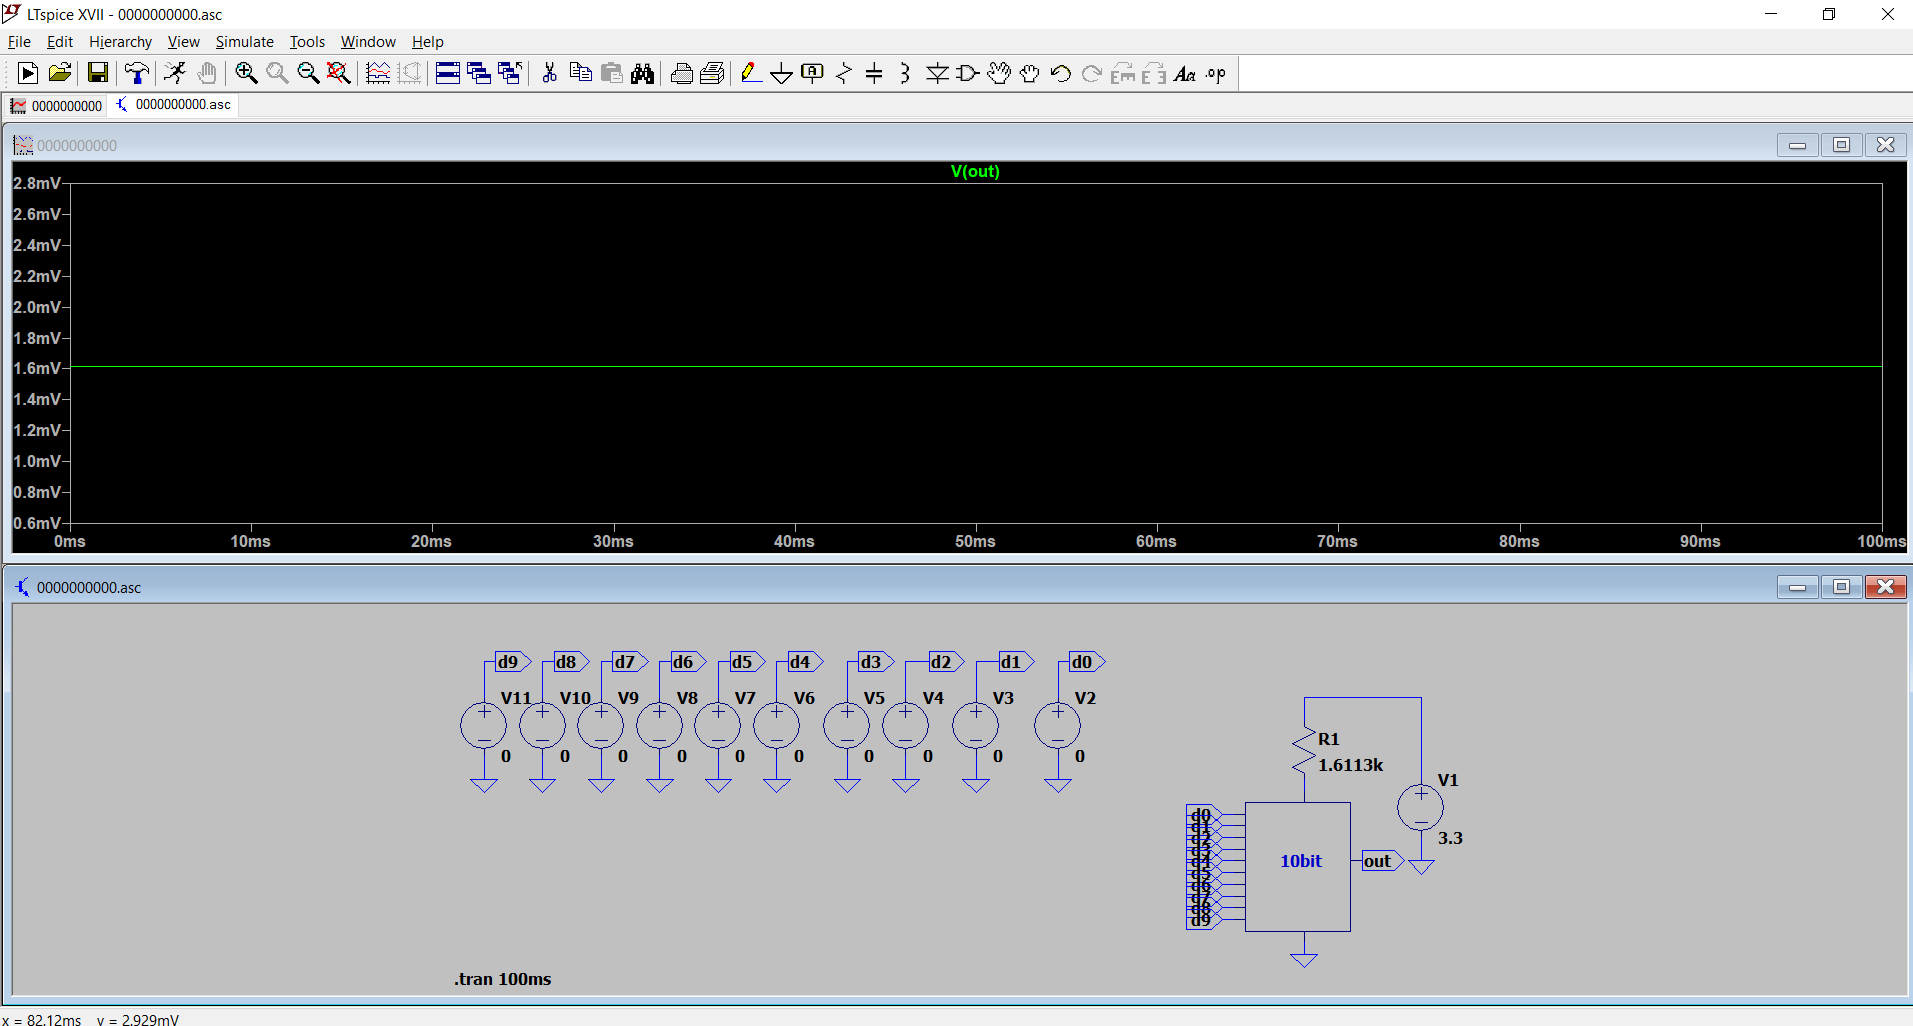 LTspice XVII - 0000000000.asc
File Edit Hierarchy View Simulate Tools Window Help
A Aa .op
0000000000 0000000000.asc
0000000000
V(out)
2.8mV
2.6mV
2.4mV
2.2mV
2.0mV
1.8mV
1.6mV
1.4mV
1.2mV
1.0mV
0.8mV
0.6mV
0ms 10ms 20ms 30ms 40ms 50ms 60ms 70ms 80ms 90ms 100ms
0000000000.asc
d9 d8 d7 d6 d5 d4 d3 d2 d1 d0
V11 V10 V9 V8 V7 V6 V5 V4 V3 V2
0 0 0 0 0 0 0 0 0 0
R1
1.6113k
V1
3.3
d0
d1
d2
d3
d4
d5
d6
d7
d8
d9
10bit
out
.tran 100ms
x = 82.12ms y = 2.929mV